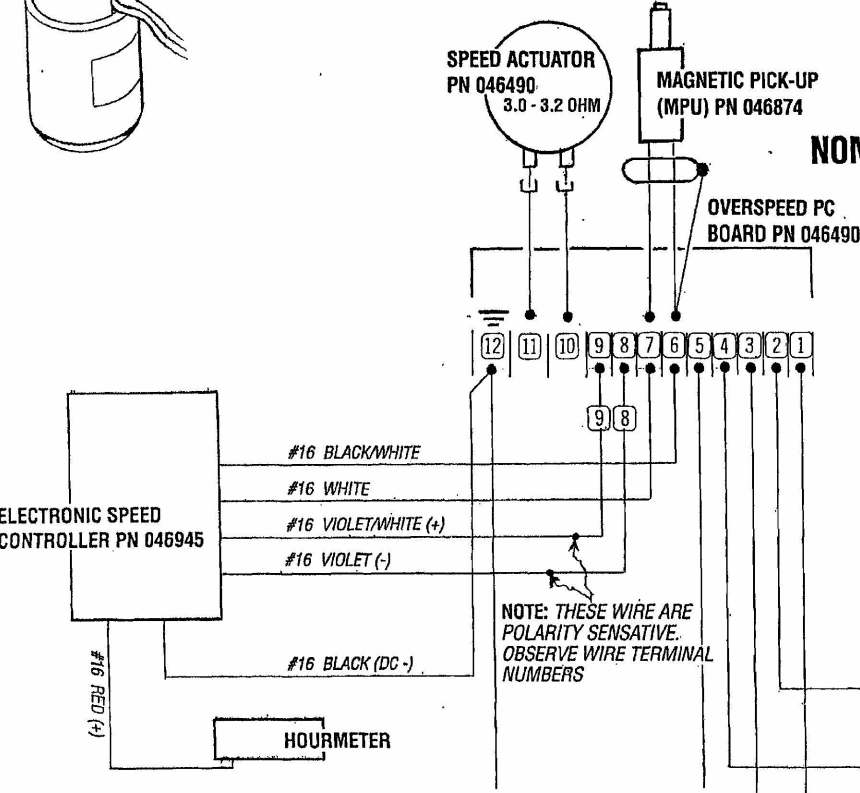 SPEED ACTUATOR
PN 046490
3.0 - 3.2 OHM
MAGNETIC PICK-UP
(MPU) PN 046874
NON
OVERSPEED PC
BOARD PN 046490
12 11 10 9 8 7 6 5 4 3 2 1
9 8
#16 BLACK/WHITE
#16 WHITE
#16 VIOLET/WHITE (+)
#16 VIOLET (-)
ELECTRONIC SPEED
CONTROLLER PN 046945
NOTE: THESE WIRE ARE
POLARITY SENSATIVE.
OBSERVE WIRE TERMINAL
NUMBERS
#16 BLACK (DC -)
#16 RED (+)
HOURMETER